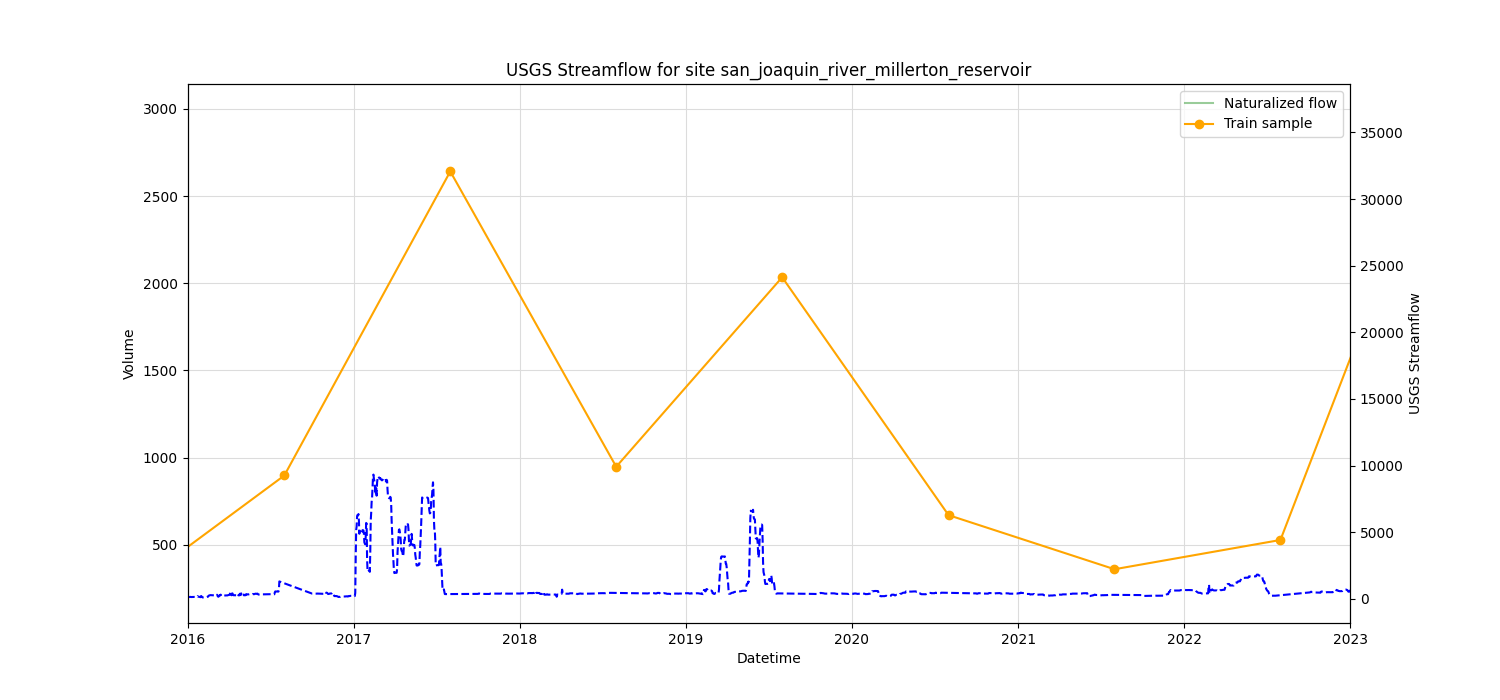 USGS Streamflow for site san_joaquin_river_millerton_reservoir
Naturalized flow
Train sample
3000
2500
2000
1500
1000
500
Volume
35000
30000
25000
20000
15000
10000
5000
0
USGS Streamflow
2016 2017 2018 2019 2020 2021 2022 2023
Datetime